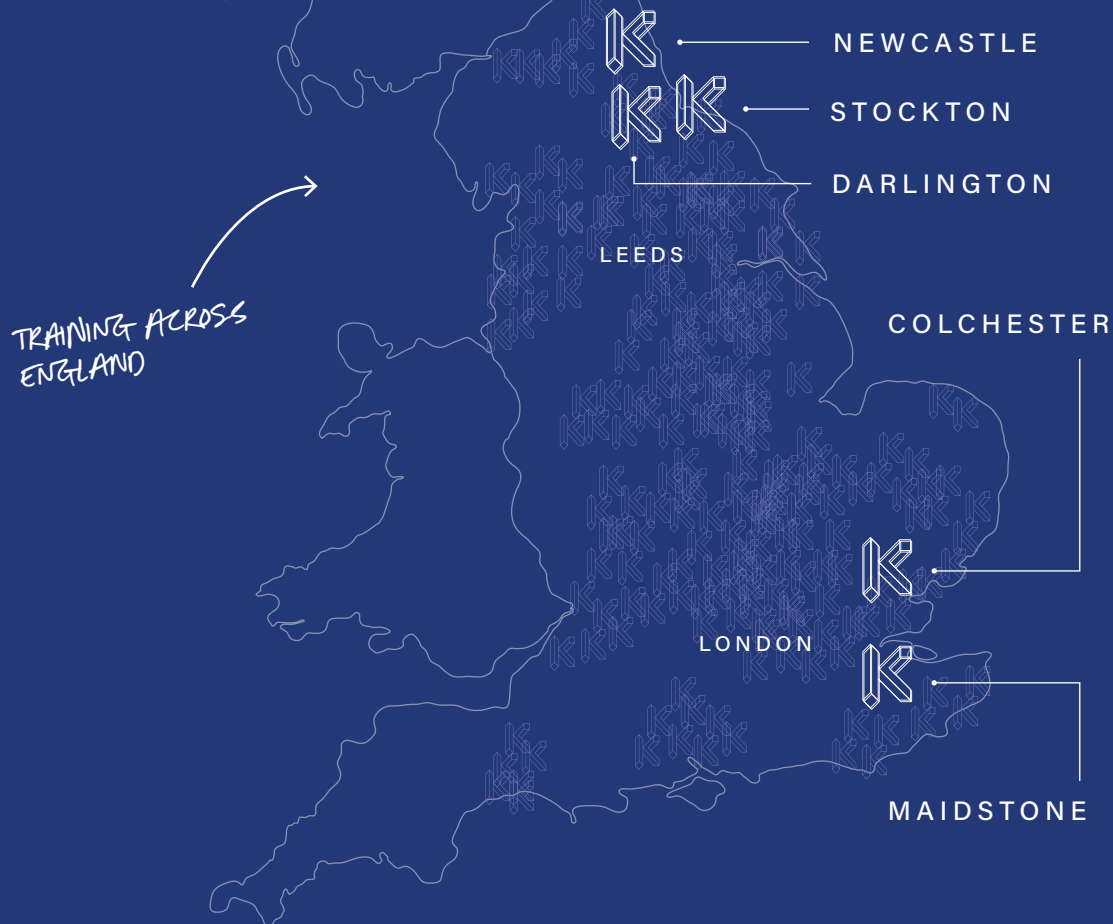 NEWCASTLE
STOCKTON
DARLINGTON
LEEDS
TRAINING ACROSS
ENGLAND
COLCHESTER
LONDON
MAIDSTONE